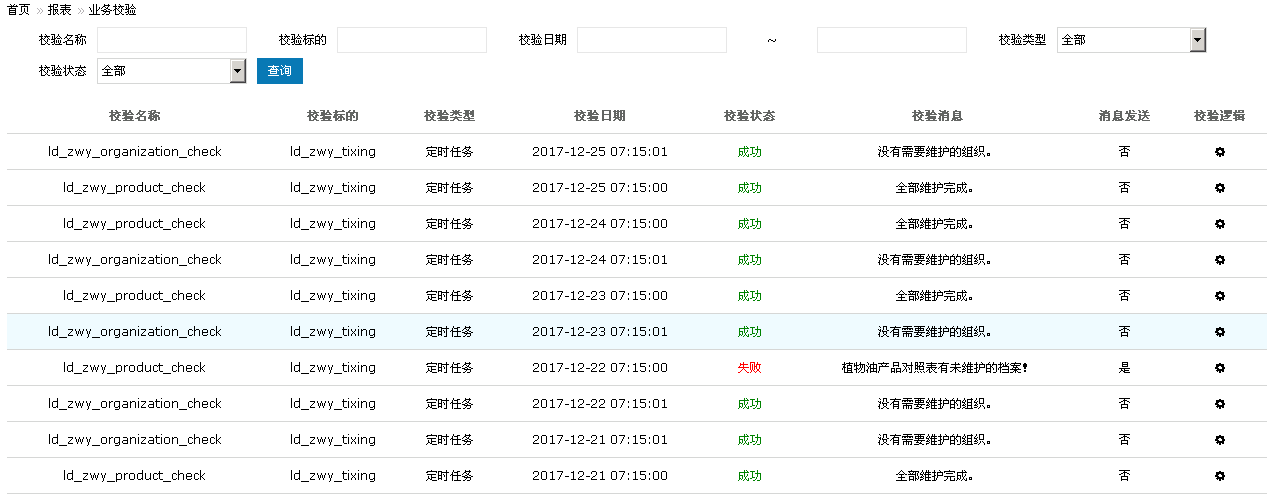 首页 » 报表 » 业务校验
校验名称 校验标的 校验日期 ~ 校验类型 全部
校验状态 全部 查询
校验名称 校验标的 校验类型 校验日期 校验状态 校验消息 消息发送 校验逻辑
ld_zwy_organization_check ld_zwy_tixing 定时任务 2017-12-25 07:15:01 成功 没有需要维护的组织。 否
ld_zwy_product_check ld_zwy_tixing 定时任务 2017-12-25 07:15:00 成功 全部维护完成。 否
ld_zwy_product_check ld_zwy_tixing 定时任务 2017-12-24 07:15:00 成功 全部维护完成。 否
ld_zwy_organization_check ld_zwy_tixing 定时任务 2017-12-24 07:15:01 成功 没有需要维护的组织。 否
ld_zwy_product_check ld_zwy_tixing 定时任务 2017-12-23 07:15:00 成功 全部维护完成。 否
ld_zwy_organization_check ld_zwy_tixing 定时任务 2017-12-23 07:15:01 成功 没有需要维护的组织。 否
ld_zwy_product_check ld_zwy_tixing 定时任务 2017-12-22 07:15:00 失败 植物油产品对照表有未维护的档案！ 是
ld_zwy_organization_check ld_zwy_tixing 定时任务 2017-12-22 07:15:01 成功 没有需要维护的组织。 否
ld_zwy_organization_check ld_zwy_tixing 定时任务 2017-12-21 07:15:01 成功 没有需要维护的组织。 否
ld_zwy_product_check ld_zwy_tixing 定时任务 2017-12-21 07:15:00 成功 全部维护完成。 否